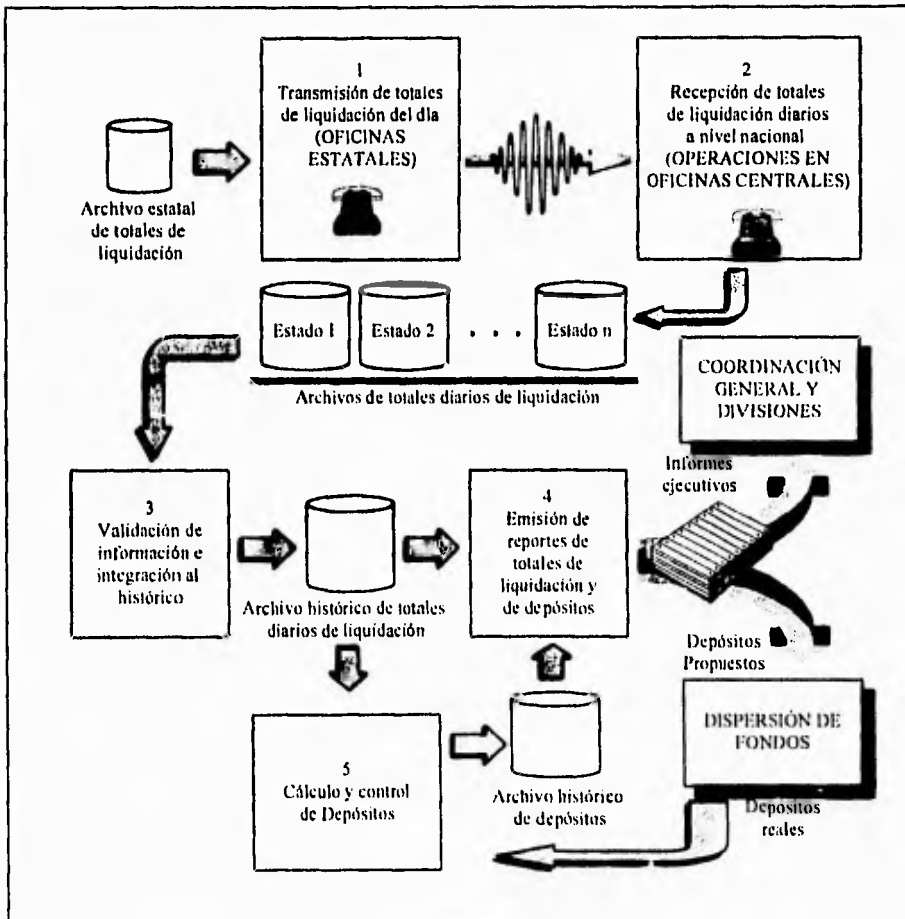 1
Transmisión de totales
de liquidación del día
(OFICINAS
ESTATALES)
2
Recepción de totales
de liquidación diarios
a nivel nacional
(OPERACIONES EN
OFICINAS CENTRALES)
Archivo estatal
de totales de
liquidación
Estado 1
Estado 2
. . .
Estado n
Archivos de totales diarios de liquidación
COORDINACIÓN
GENERAL Y
DIVISIONES
Informes
ejecutivos
3
Validación de
información e
integración al
histórico
Archivo histórico de totales
diarios de liquidación
4
Emisión de
reportes de
totales de
liquidación y
de depósitos
Depósitos
Propuestos
5
Cálculo y control
de Depósitos
Archivo histórico
de depósitos
DISPERSIÓN DE
FONDOS
Depósitos
reales